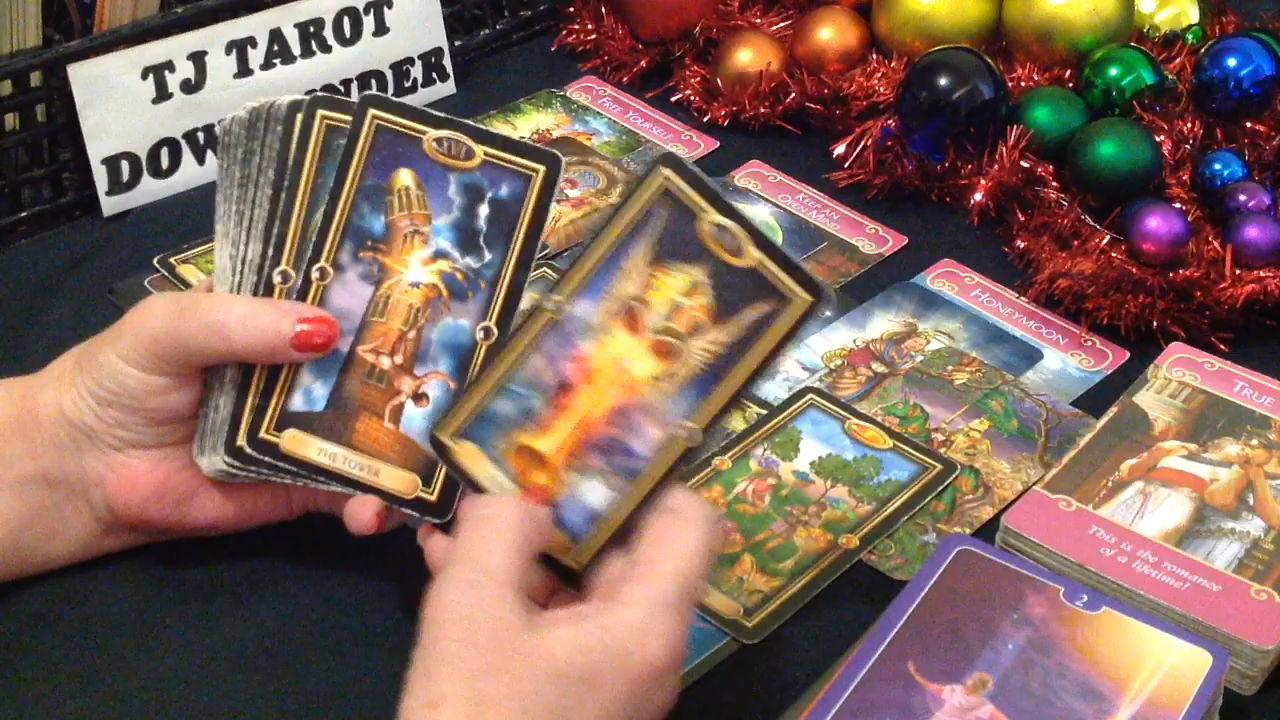 TJ TAROT
DOW NDER
FREE YOURSELF
KEEP AN
OPEN MIND
HONEYMOON
TRUE
This is the romance
of a lifetime!
XVI
THE TOWER
2